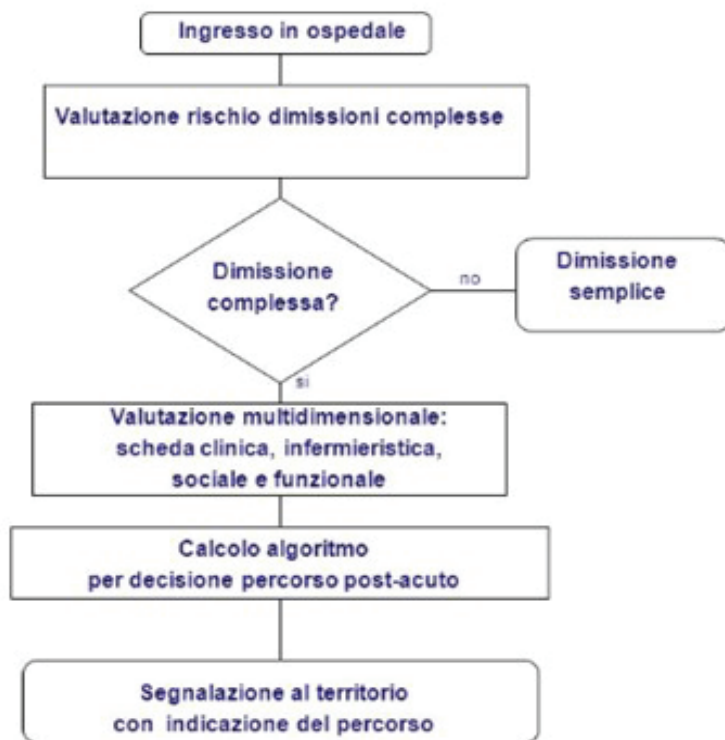 Ingresso in ospedale
Valutazione rischio dimissioni complesse
Dimissione
complessa?
no
Dimissione
semplice
si
Valutazione multidimensionale:
scheda clinica, infermieristica,
sociale e funzionale
Calcolo algoritmo
per decisione percorso post-acuto
Segnalazione al territorio
con indicazione del percorso